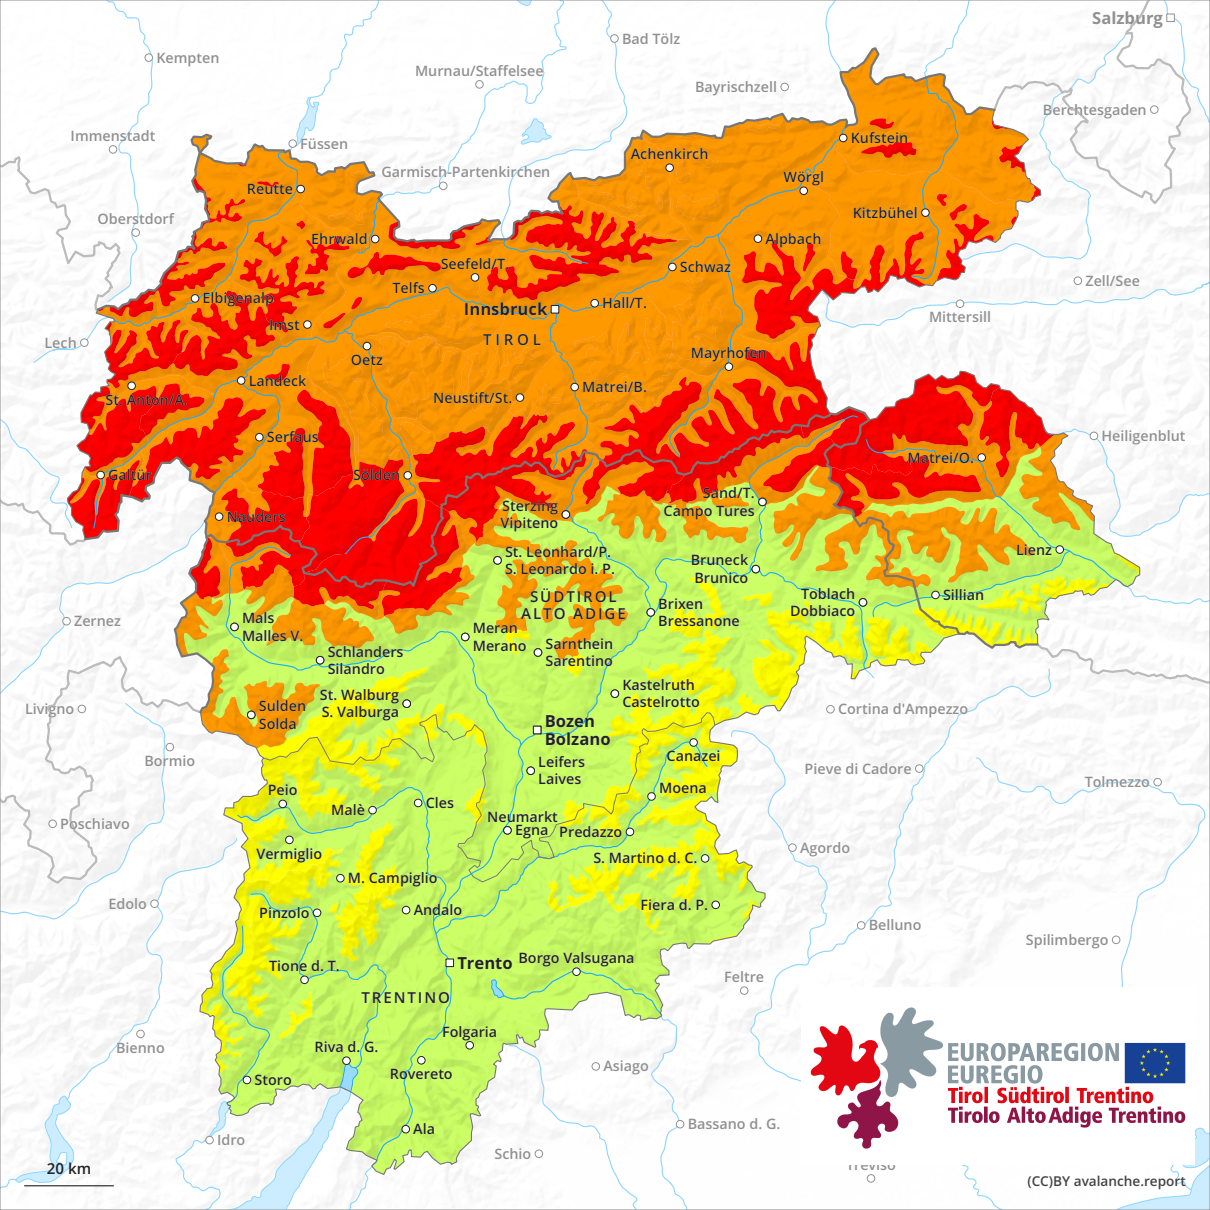 Salzburg
Bad Tölz
Kempten
Murnau/Staffelsee
Bayrischzell
Berchtesgaden
Immenstadt
Füssen
Kufstein
Achenkirch
Garmisch-Partenkirchen
Wörgl
Reutte
Oberstdorf
Kitzbühel
Ehrwald
Alpbach
Seefeld/T.
Schwaz
Zell/See
Telfs
Elbigenalp
Hall/T.
Innsbruck
Mittersill
Imst
Lech
TIROL
Oetz
Mayrhofen
Landeck
Matrei/B.
St. Anton/A.
Neustift/St.
Serfaus
Heiligenblut
Matrei/O.
Galtür
Sölden
Sand/T.
Campo Tures
Sterzing
Vipiteno
Nauders
St. Leonhard/P.
S. Leonardo i. P.
Lienz
Bruneck
Brunico
SÜDTIROL
ALTO ADIGE
Toblach
Dobbiaco
Sillian
Brixen
Bressanone
Zernez
Mals
Malles V.
Meran
Merano
Sarnthein
Sarentino
Schlanders
Silandro
St. Walburg
S. Valburga
Kastelruth
Castelrotto
Livigno
Sulden
Solda
Cortina d'Ampezzo
Bozen
Bolzano
Bormio
Canazei
Leifers
Laives
Pieve di Cadore
Tolmezzo
Peio
Moena
Malè
Cles
Neumarkt
Egna
Poschiavo
Predazzo
Vermiglio
Agordo
S. Martino d. C.
M. Campiglio
Edolo
Pinzolo
Andalo
Fiera d. P.
Belluno
Spilimbergo
Trento
Borgo Valsugana
Tione d. T.
Feltre
TRENTINO
Folgaria
Bienno
Riva d. G.
Rovereto
Storo
Asiago
EUROPAREGION
EUREGIO
Tirol Südtirol Trentino
Tirolo Alto Adige Trentino
Ala
Bassano d. G.
Idro
Schio
Treviso
20 km
(CC)BY avalanche.report